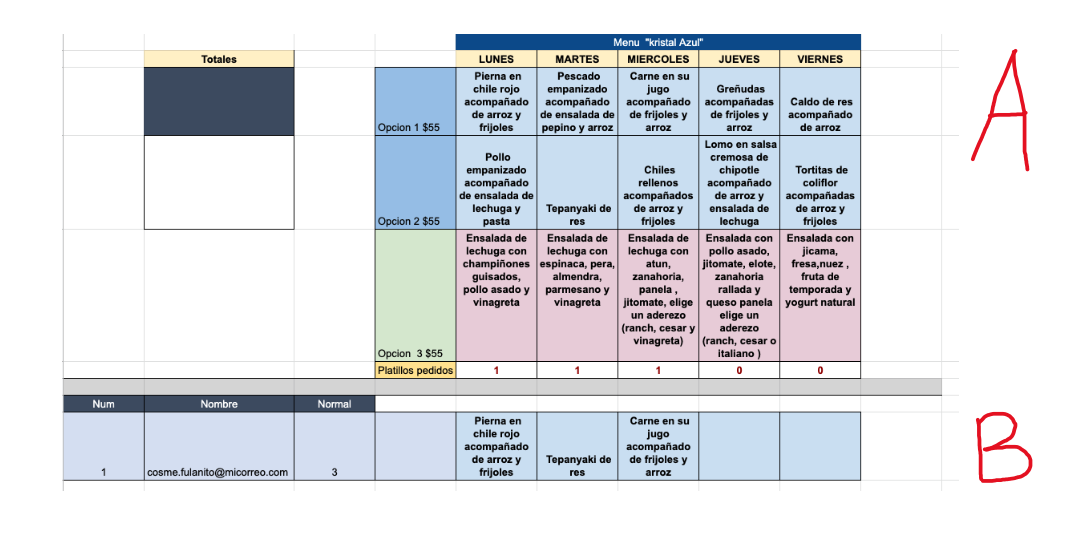 Menu "kristal Azul"
Totales LUNES MARTES MIERCOLES JUEVES VIERNES
Opcion 1 $55
Pierna en
chile rojo
acompañado
de arroz y
frijoles
Pescado
empanizado
acompañado
de ensalada de
pepino y arroz
Carne en su
jugo
acompañado
de frijoles y
arroz
Greñudas
acompañadas
de frijoles y
arroz
Caldo de res
acompañado
de arroz
A
Opcion 2 $55
Pollo
empanizado
acompañado
de ensalada de
lechuga y
pasta
Tepanyaki de
res
Chiles
rellenos
acompañados
de arroz y
frijoles
Lomo en salsa
cremosa de
chipotle
acompañado
de arroz y
ensalada de
lechuga
Tortitas de
coliflor
acompañadas
de arroz y
frijoles
Opcion 3 $55
Ensalada de
lechuga con
champiñones
guisados,
pollo asado y
vinagreta
Ensalada de
lechuga con
espinaca, pera,
almendra,
parmesano y
vinagreta
Ensalada de
lechuga con
atun,
zanahoria,
panela ,
jitomate, elige
un aderezo
(ranch, cesar y
vinagreta)
Ensalada con
pollo asado,
jitomate, elote,
zanahoria
rallada y
queso panela
elige un
aderezo
(ranch, cesar o
italiano )
Ensalada con
jicama,
fresa,nuez ,
fruta de
temporada y
yogurt natural
Platillos pedidos 1 1 1 0 0
Num Nombre Normal
1 cosme.fulanito@micorreo.com 3
Pierna en
chile rojo
acompañado
de arroz y
frijoles
Tepanyaki de
res
Carne en su
jugo
acompañado
de frijoles y
arroz
B